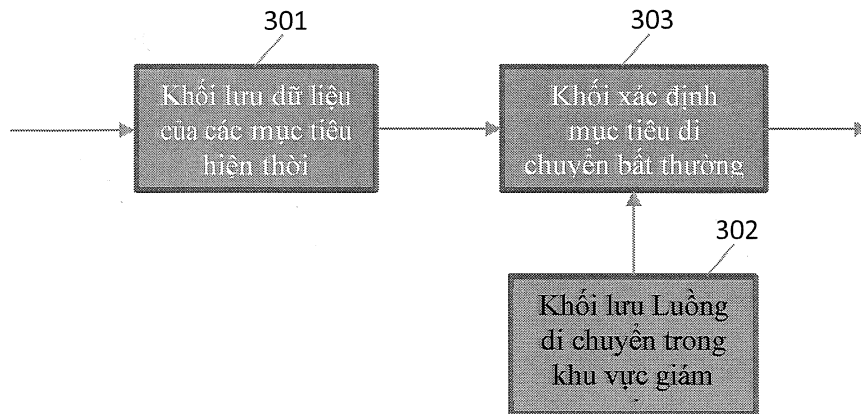 301
Khối lưu dữ liệu
của các mục tiêu
hiện thời
303
Khối xác định
mục tiêu di
chuyển bất thường
302
Khối lưu Luồng
di chuyển trong
khu vực giám